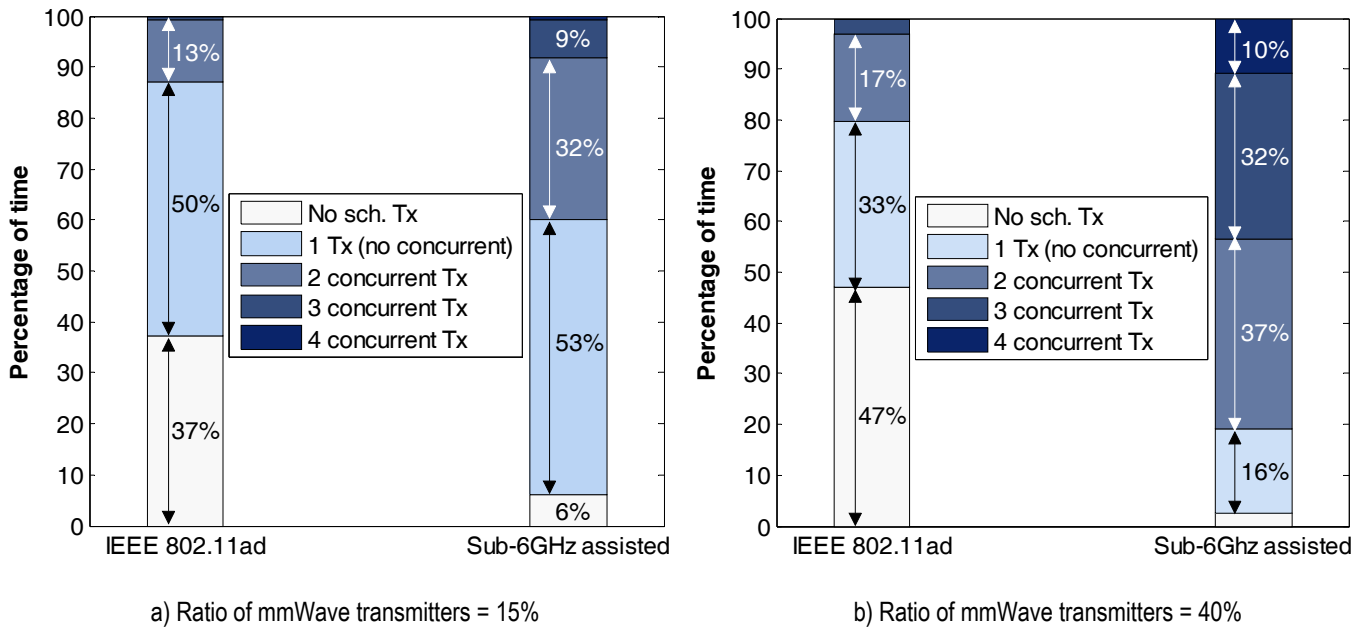 100
90
80
70
60
50
40
30
20
10
0
Percentage of time
13%
50%
37%
9%
32%
53%
6%
No sch. Tx
1 Tx (no concurrent)
2 concurrent Tx
3 concurrent Tx
4 concurrent Tx
IEEE 802.11ad
Sub-6GHz assisted
a) Ratio of mmWave transmitters = 15%
100
90
80
70
60
50
40
30
20
10
0
Percentage of time
17%
33%
47%
10%
32%
37%
16%
No sch. Tx
1 Tx (no concurrent)
2 concurrent Tx
3 concurrent Tx
4 concurrent Tx
IEEE 802.11ad
Sub-6Ghz assisted
b) Ratio of mmWave transmitters = 40%